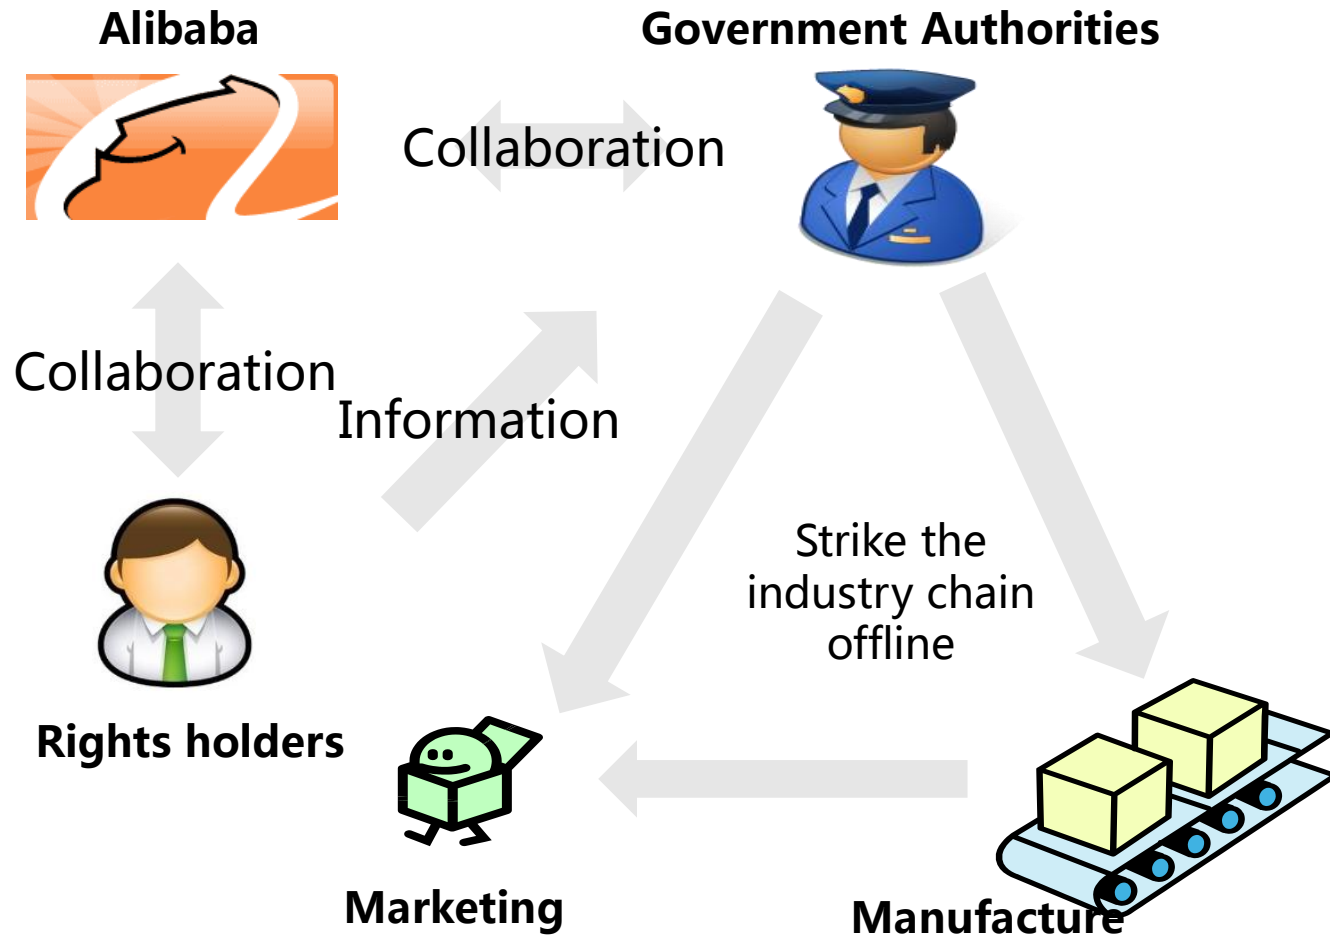 Alibaba
Government Authorities
Collaboration
Collaboration
Information
Strike the
industry chain
offline
Rights holders
Marketing
Manufacture